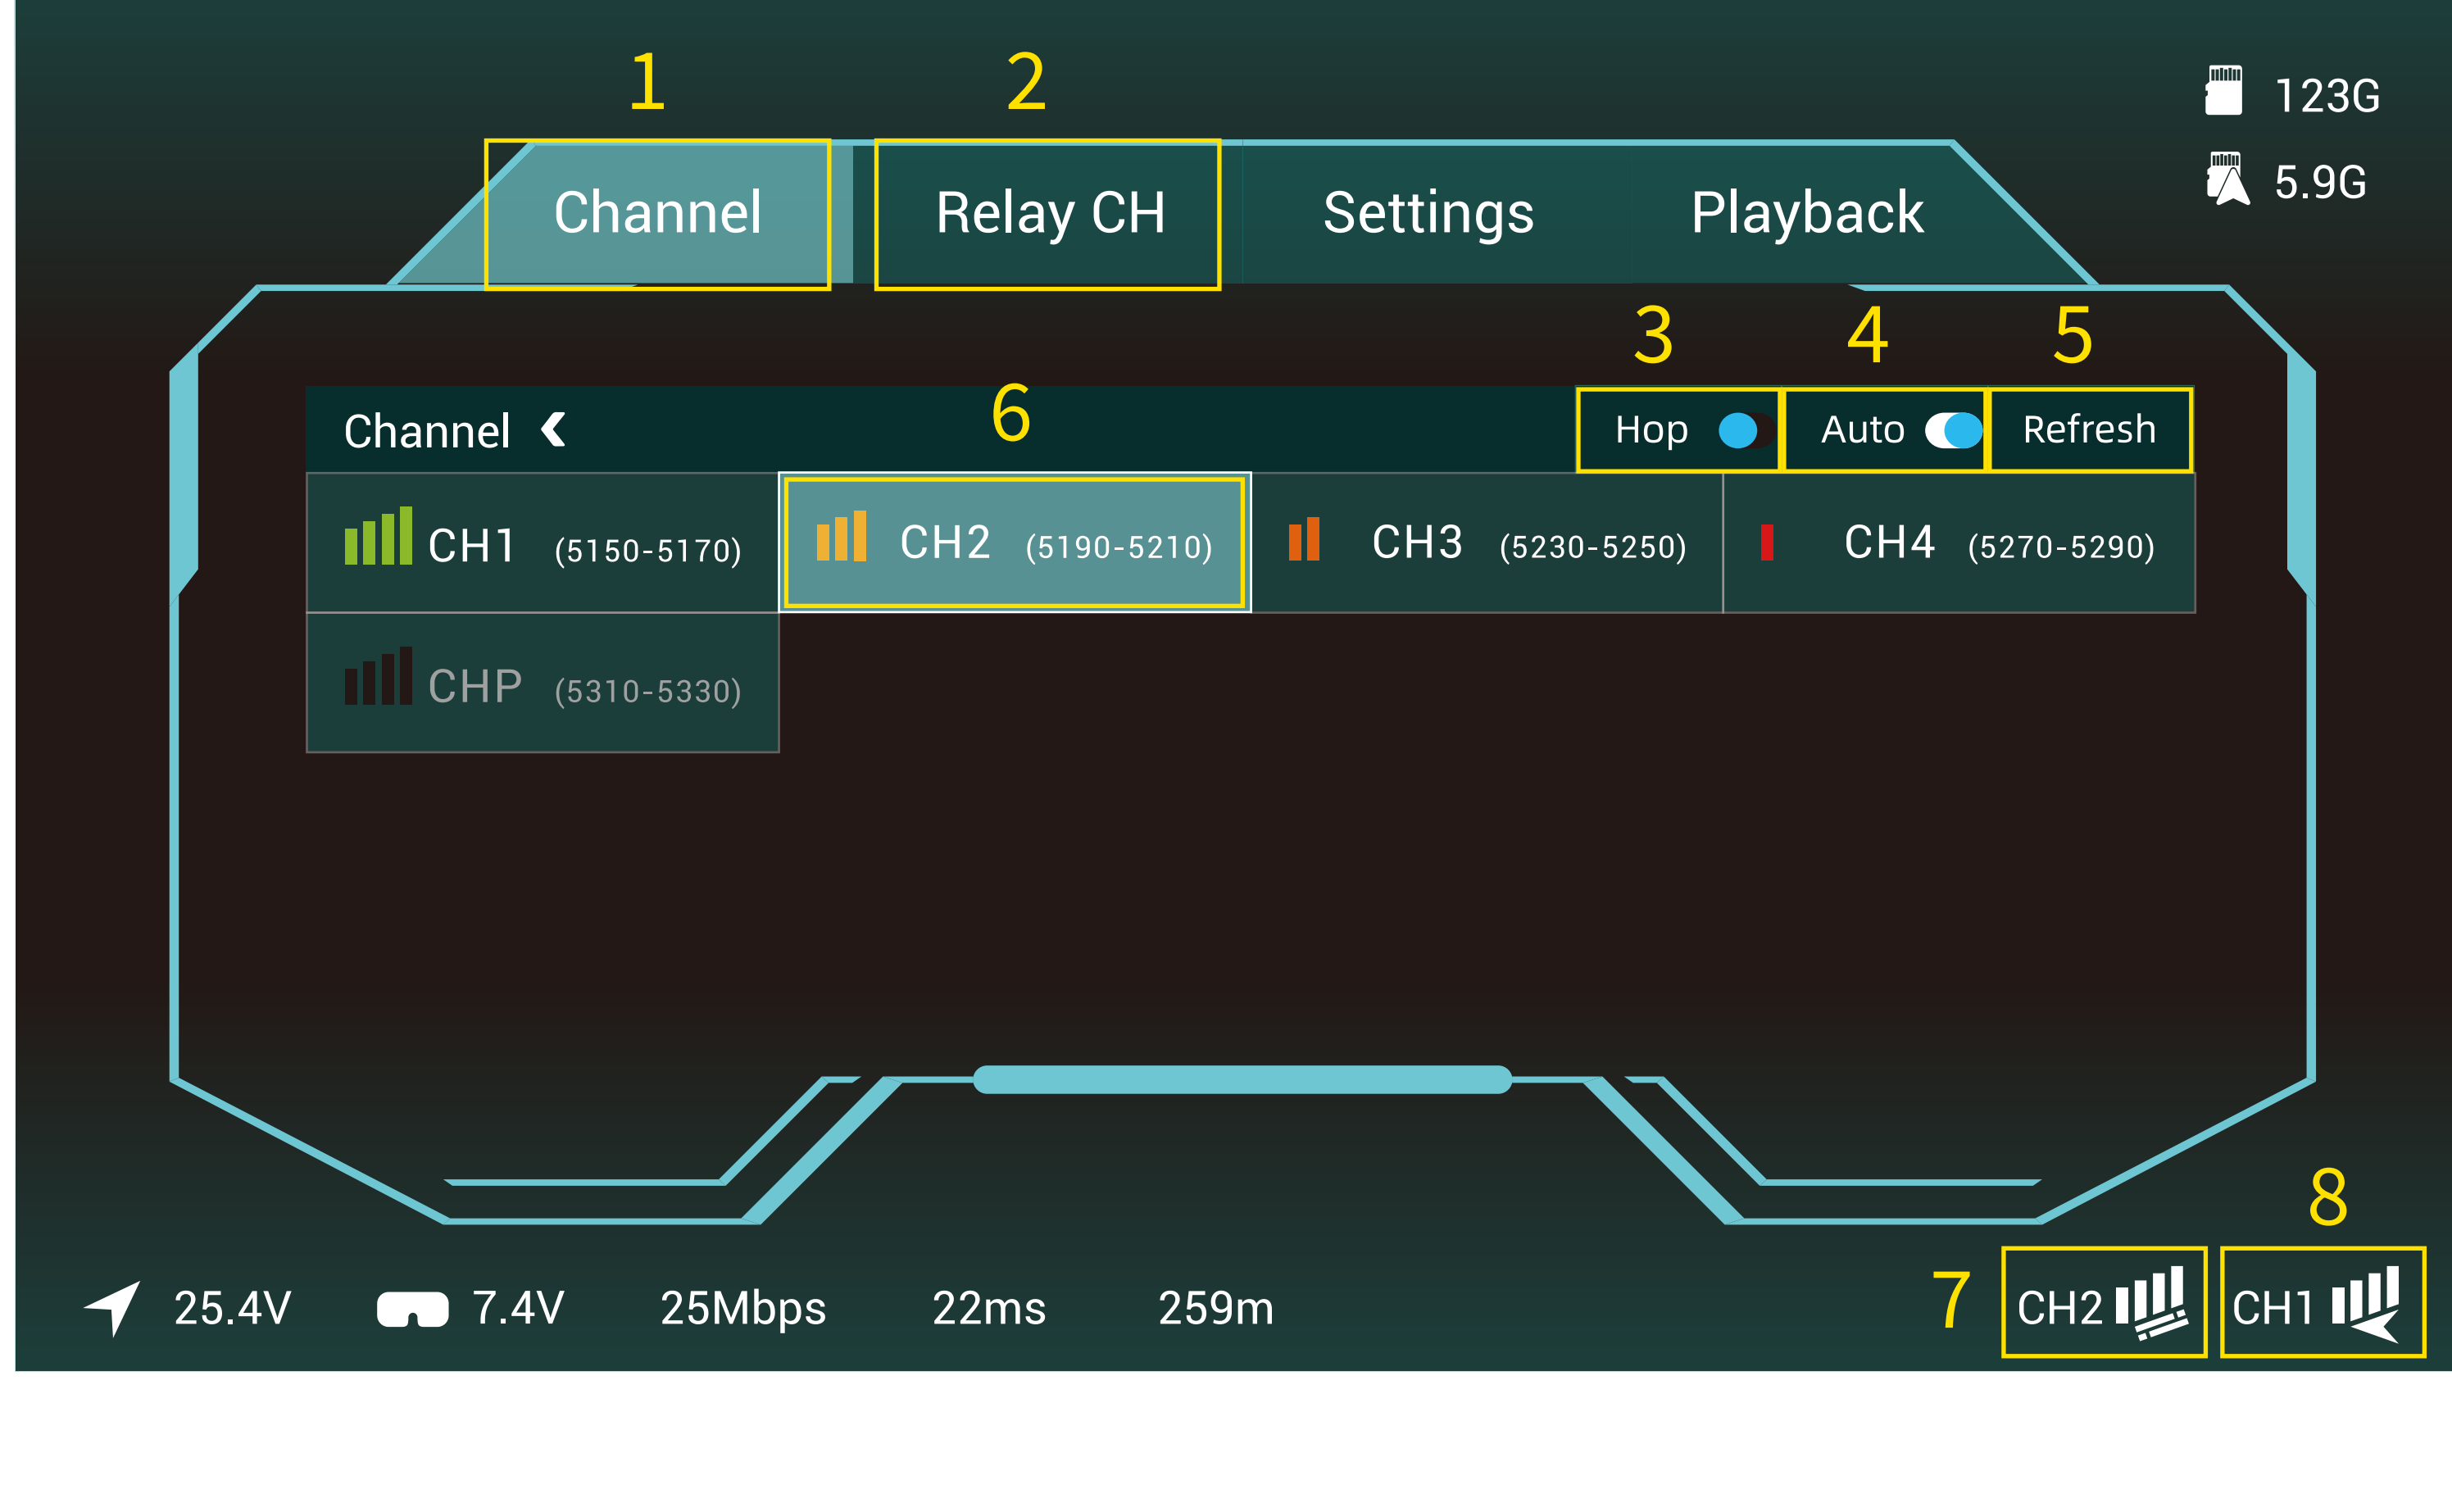 1 2
123G
5.9G
Channel Relay CH Settings Playback
3 4 5
6
Channel Hop Auto Refresh
CH1 (5150-5170) CH2 (5190-5210) CH3 (5230-5250) CH4 (5270-5290)
CHP (5310-5330)
8
7
25.4V 7.4V 25Mbps 22ms 259m CH2 CH1